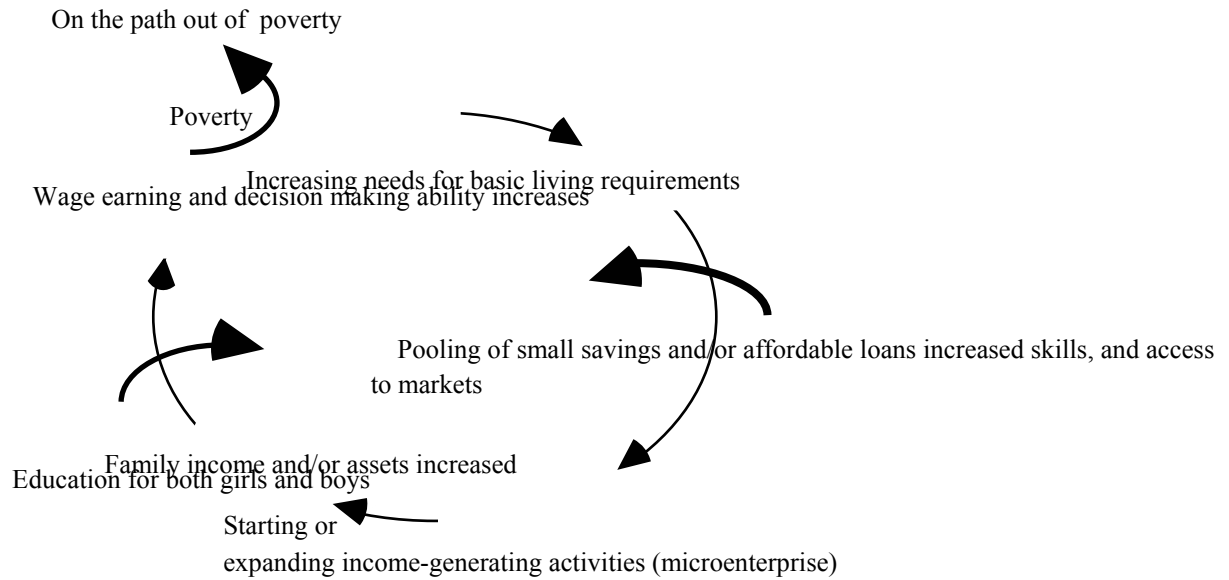 On the path out of poverty
Poverty
Increasing needs for basic living requirements
Wage earning and decision making ability increases
Pooling of small savings and/or affordable loans increased skills, and access
to markets
Family income and/or assets increased
Education for both girls and boys
Starting or
expanding income-generating activities (microenterprise)